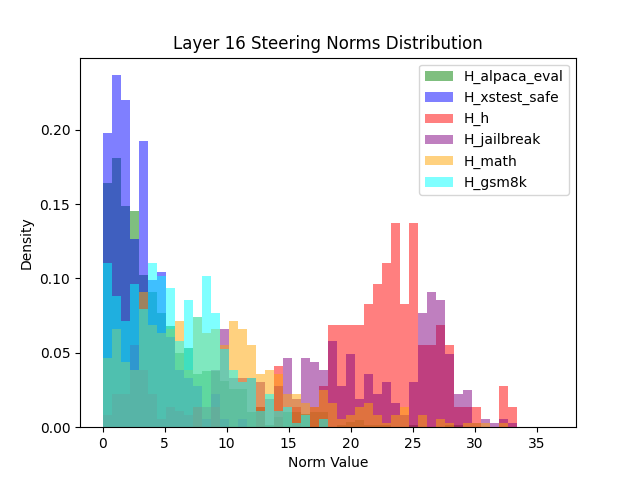 Layer 16 Steering Norms Distribution
H_alpaca_eval
H_xstest_safe
H_h
H_jailbreak
H_math
H_gsm8k
Density
0.20
0.15
0.10
0.05
0.00
0 5 10 15 20 25 30 35
Norm Value